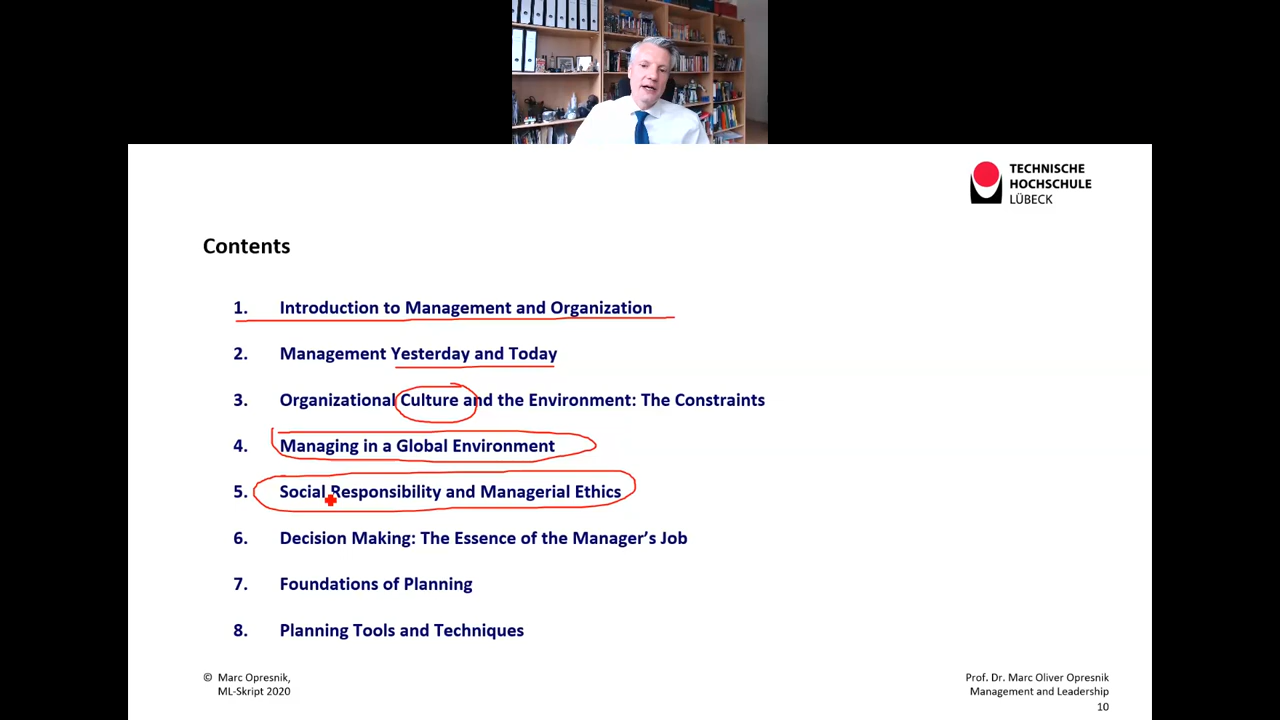 TECHNISCHE
HOCHSCHULE
LÜBECK
Contents
1. Introduction to Management and Organization
2. Management Yesterday and Today
3. Organizational Culture and the Environment: The Constraints
4. Managing in a Global Environment
5. Social Responsibility and Managerial Ethics
6. Decision Making: The Essence of the Manager’s Job
7. Foundations of Planning
8. Planning Tools and Techniques
© Marc Opresnik,
ML-Skript 2020
Prof. Dr. Marc Oliver Opresnik
Management and Leadership
10